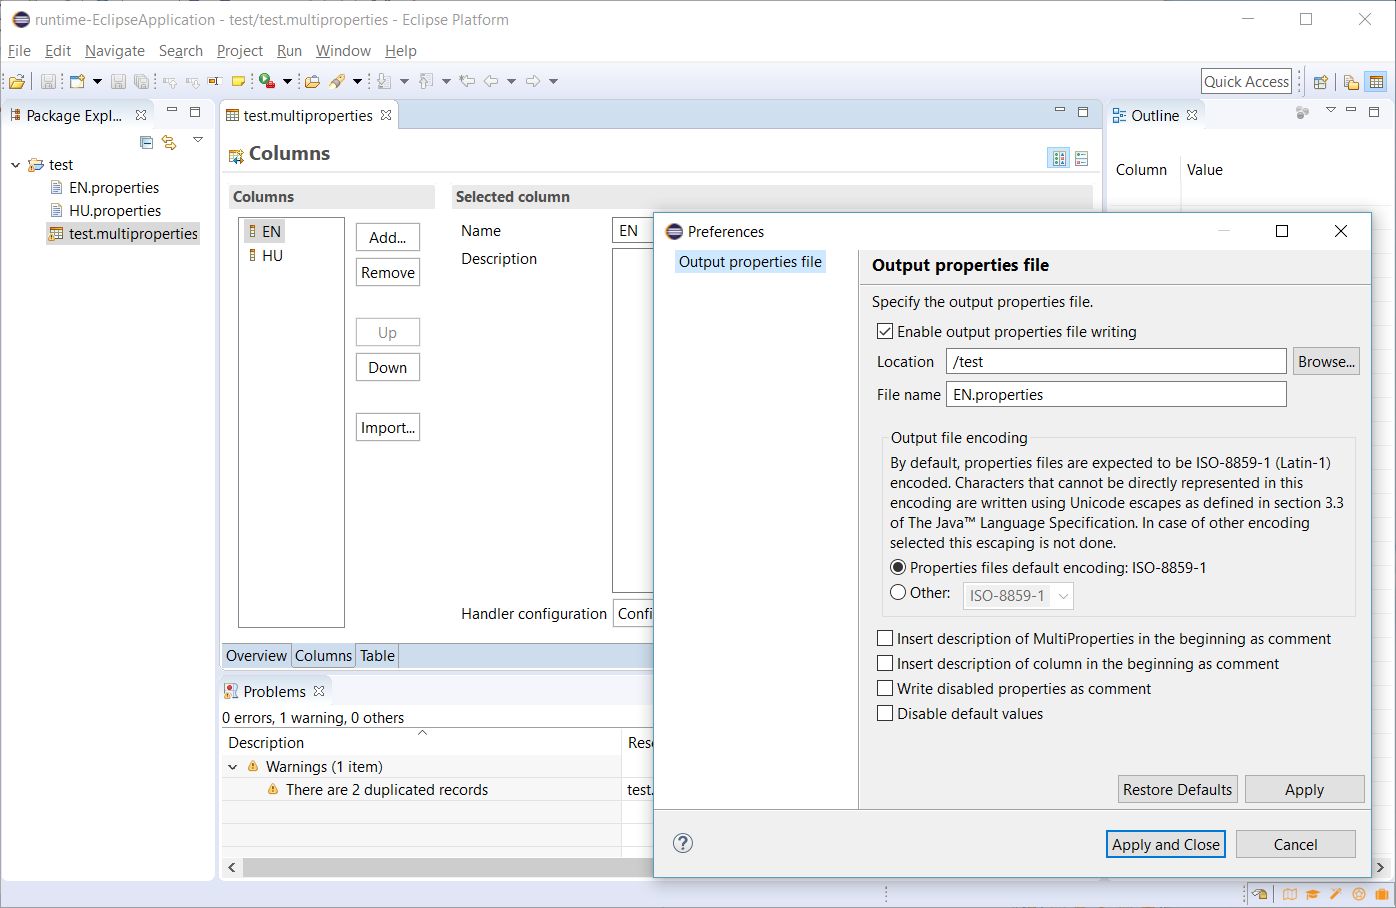 runtime-EclipseApplication - test/test.multiproperties - Eclipse Platform
File Edit Navigate Search Project Run Window Help
Quick Access
Package Expl...
test
EN.properties
HU.properties
test.multiproperties
test.multiproperties
Columns
Columns
EN
HU
Add...
Remove
Up
Down
Import...
Selected column
Name EN
Description
Handler configuration Confi
Overview Columns Table
Problems
0 errors, 1 warning, 0 others
Description Reso
Warnings (1 item)
There are 2 duplicated records test.
Outline
Column Value
Preferences
Output properties file
Output properties file
Specify the output properties file.
Enable output properties file writing
Location /test Browse...
File name EN.properties
Output file encoding
By default, properties files are expected to be ISO-8859-1 (Latin-1)
encoded. Characters that cannot be directly represented in this
encoding are written using Unicode escapes as defined in section 3.3
of The Java™ Language Specification. In case of other encoding
selected this escaping is not done.
Properties files default encoding: ISO-8859-1
Other: ISO-8859-1
Insert description of MultiProperties in the beginning as comment
Insert description of column in the beginning as comment
Write disabled properties as comment
Disable default values
Restore Defaults Apply
Apply and Close Cancel